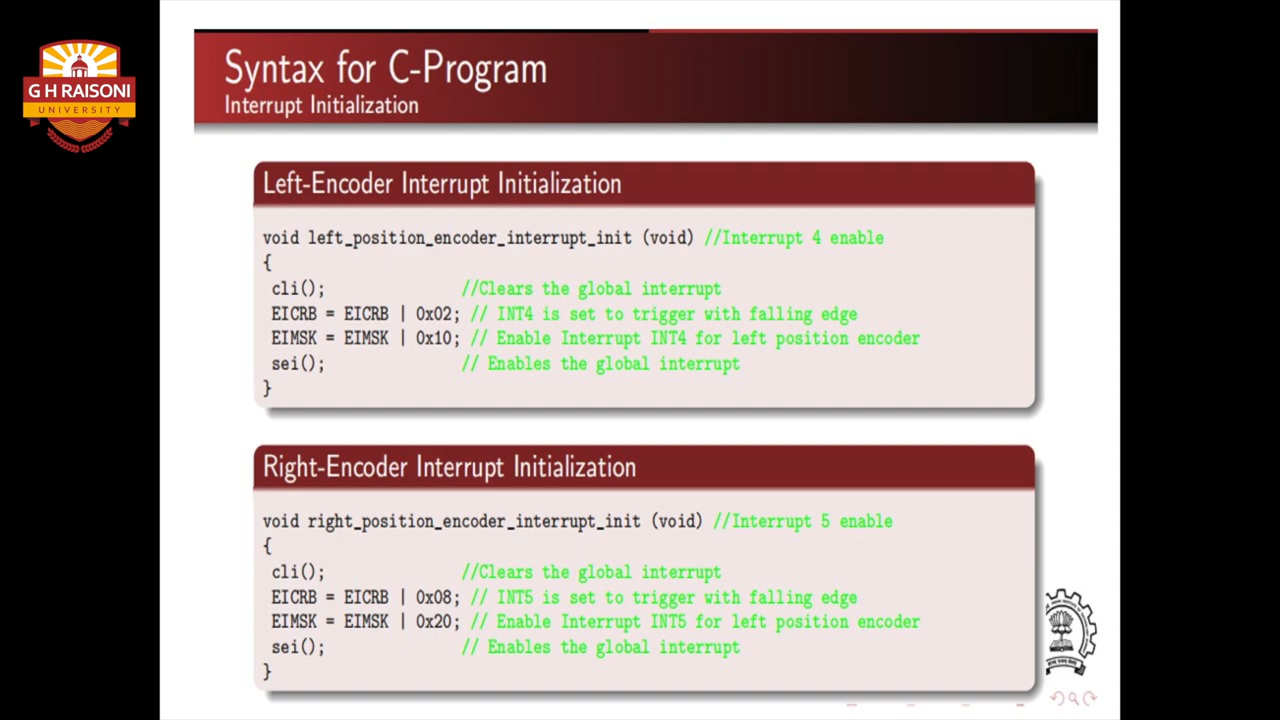 G H RAISONI
UNIVERSITY
Syntax for C-Program
Interrupt Initialization
Left-Encoder Interrupt Initialization
void left_position_encoder_interrupt_init (void) //Interrupt 4 enable
{
cli(); //Clears the global interrupt
EICRB = EICRB | 0x02; // INT4 is set to trigger with falling edge
EIMSK = EIMSK | 0x10; // Enable Interrupt INT4 for left position encoder
sei(); // Enables the global interrupt
}
Right-Encoder Interrupt Initialization
void right_position_encoder_interrupt_init (void) //Interrupt 5 enable
{
cli(); //Clears the global interrupt
EICRB = EICRB | 0x08; // INT5 is set to trigger with falling edge
EIMSK = EIMSK | 0x20; // Enable Interrupt INT5 for left position encoder
sei(); // Enables the global interrupt
}